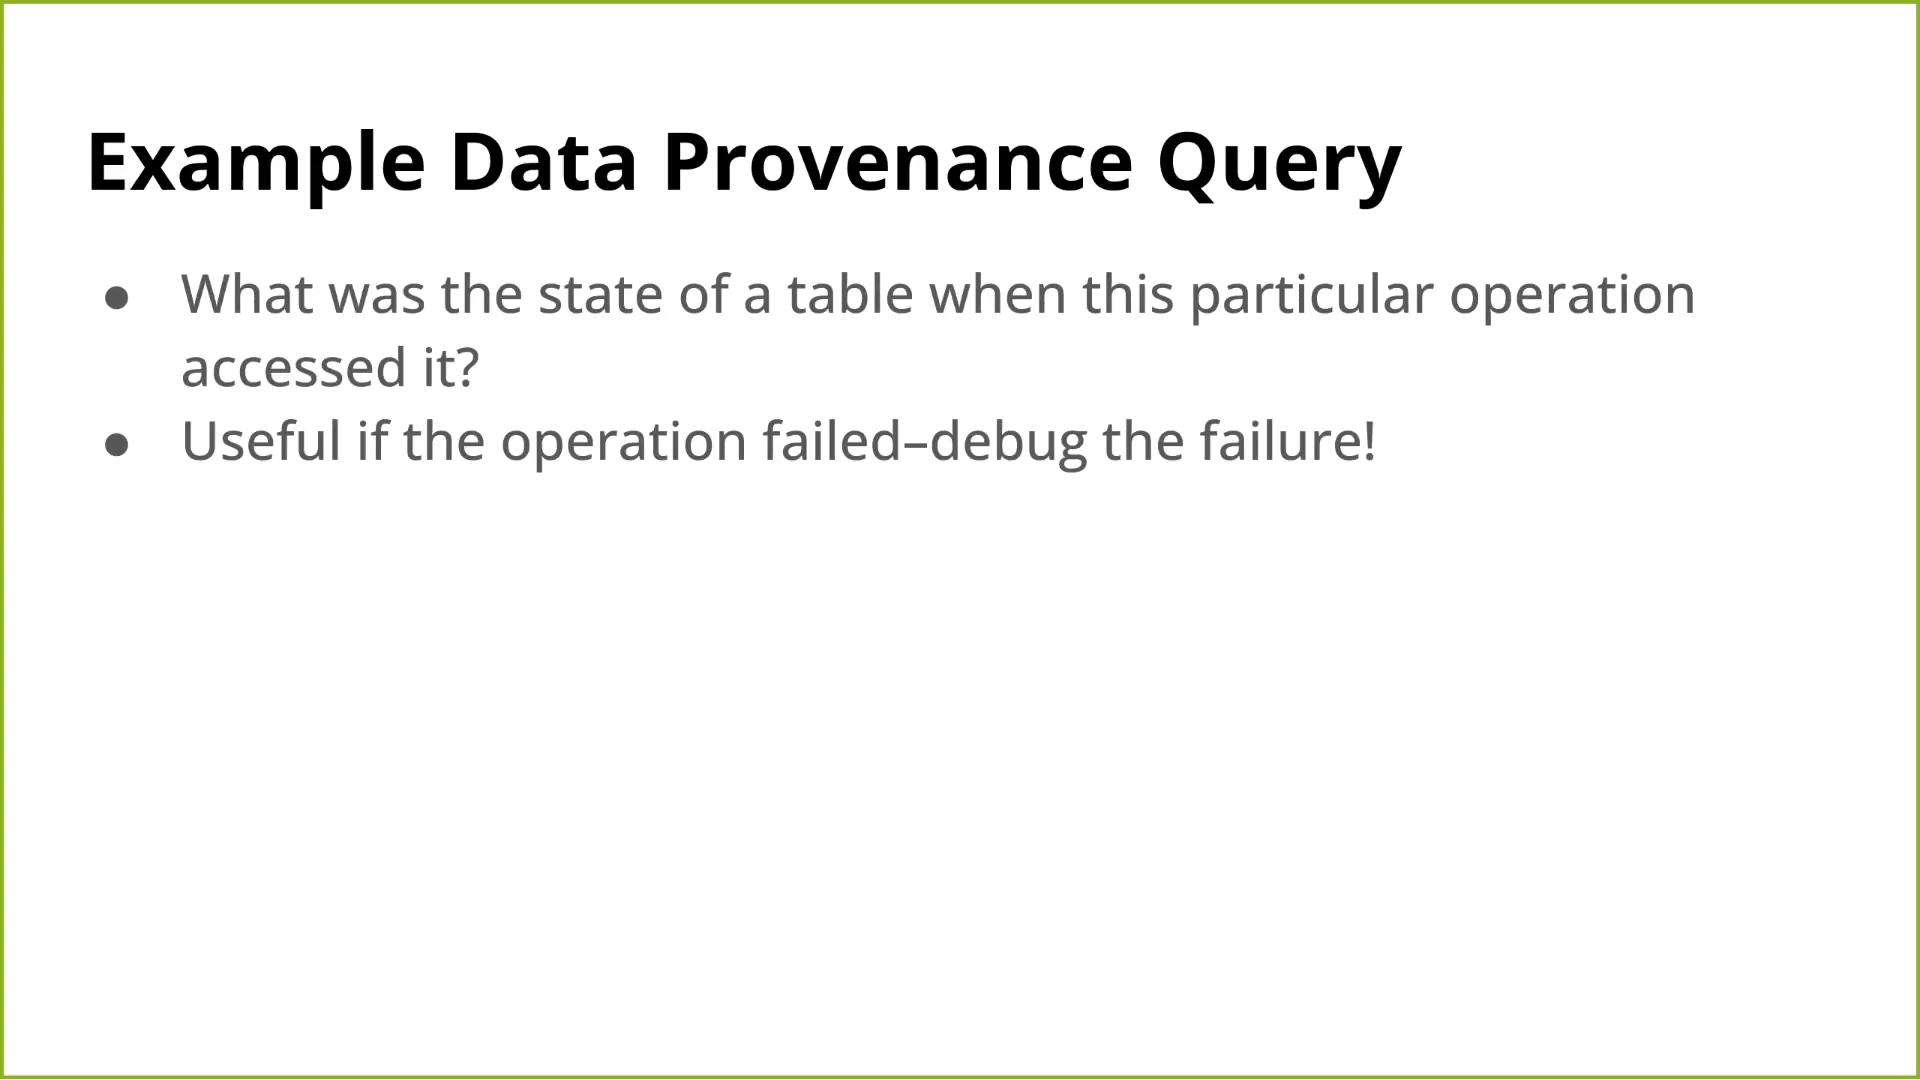 Example Data Provenance Query
● What was the state of a table when this particular operation
accessed it?
● Useful if the operation failed–debug the failure!